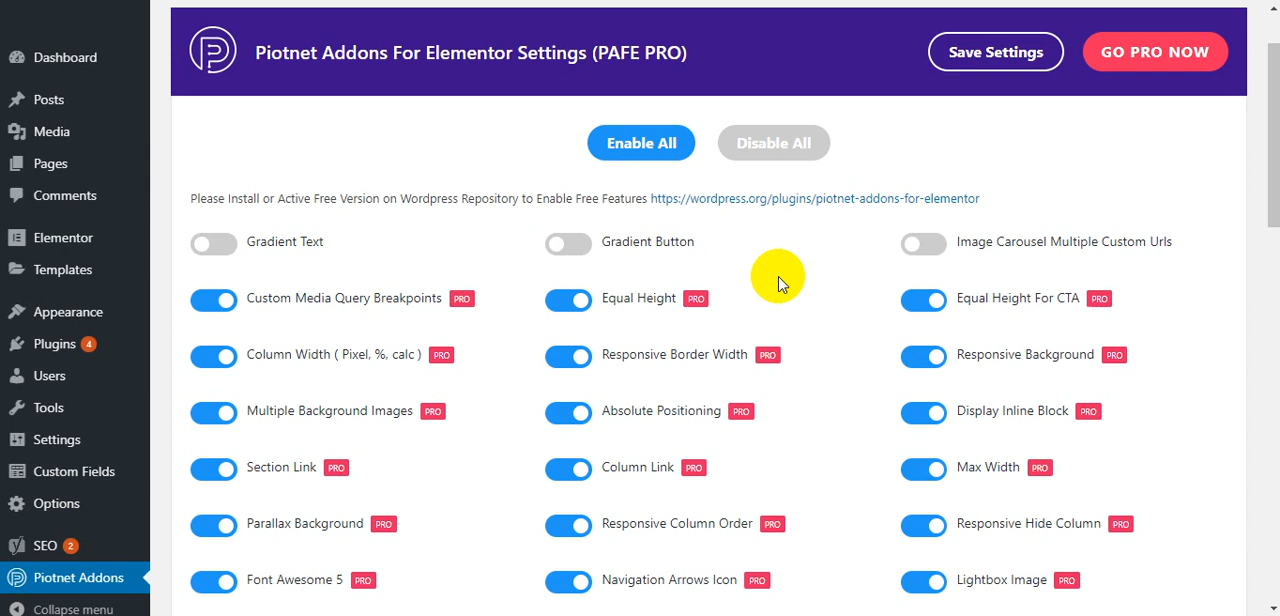 Dashboard
Posts
Media
Pages
Comments
Elementor
Templates
Appearance
Plugins 4
Users
Tools
Settings
Custom Fields
Options
SEO 2
Piotnet Addons
Collapse menu
Piotnet Addons For Elementor Settings (PAFE PRO)
Save Settings
GO PRO NOW
Enable All
Disable All
Please Install or Active Free Version on Wordpress Repository to Enable Free Features https://wordpress.org/plugins/piotnet-addons-for-elementor
Gradient Text
Gradient Button
Image Carousel Multiple Custom Urls
Custom Media Query Breakpoints PRO
Equal Height PRO
Equal Height For CTA PRO
Column Width ( Pixel, %, calc ) PRO
Responsive Border Width PRO
Responsive Background PRO
Multiple Background Images PRO
Absolute Positioning PRO
Display Inline Block PRO
Section Link PRO
Column Link PRO
Max Width PRO
Parallax Background PRO
Responsive Column Order PRO
Responsive Hide Column PRO
Font Awesome 5 PRO
Navigation Arrows Icon PRO
Lightbox Image PRO